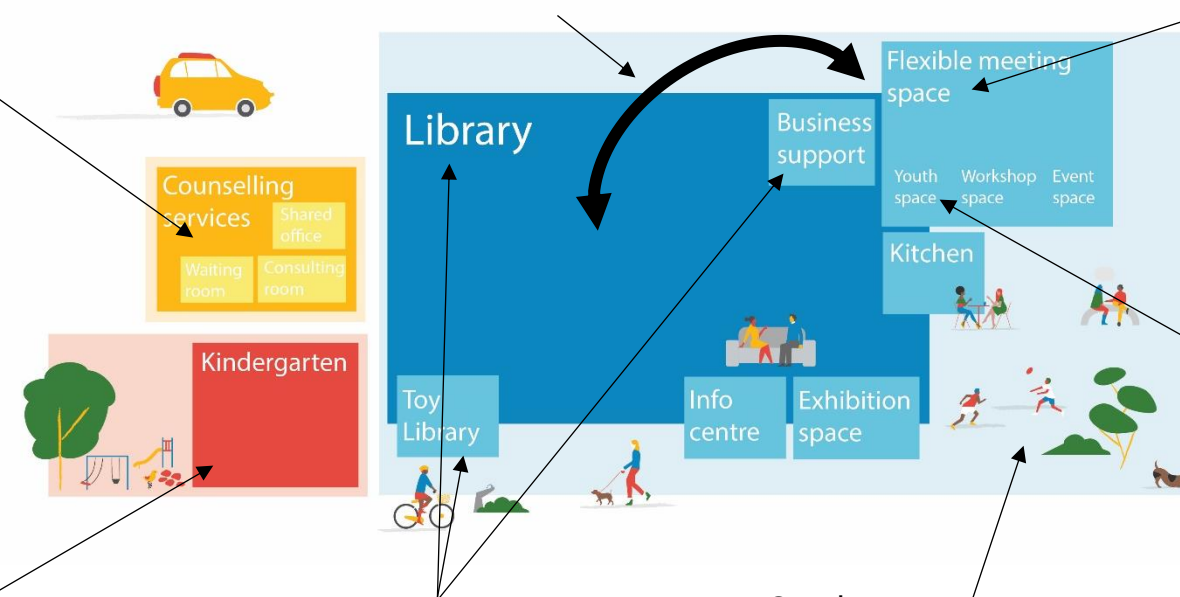 Flexible meeting
space
Library
Business
support
Youth
space
Workshop
space
Event
space
Counselling
services
Shared
office
Waiting
room
Consulting
room
Kitchen
Kindergarten
Toy
Library
Info
centre
Exhibition
space